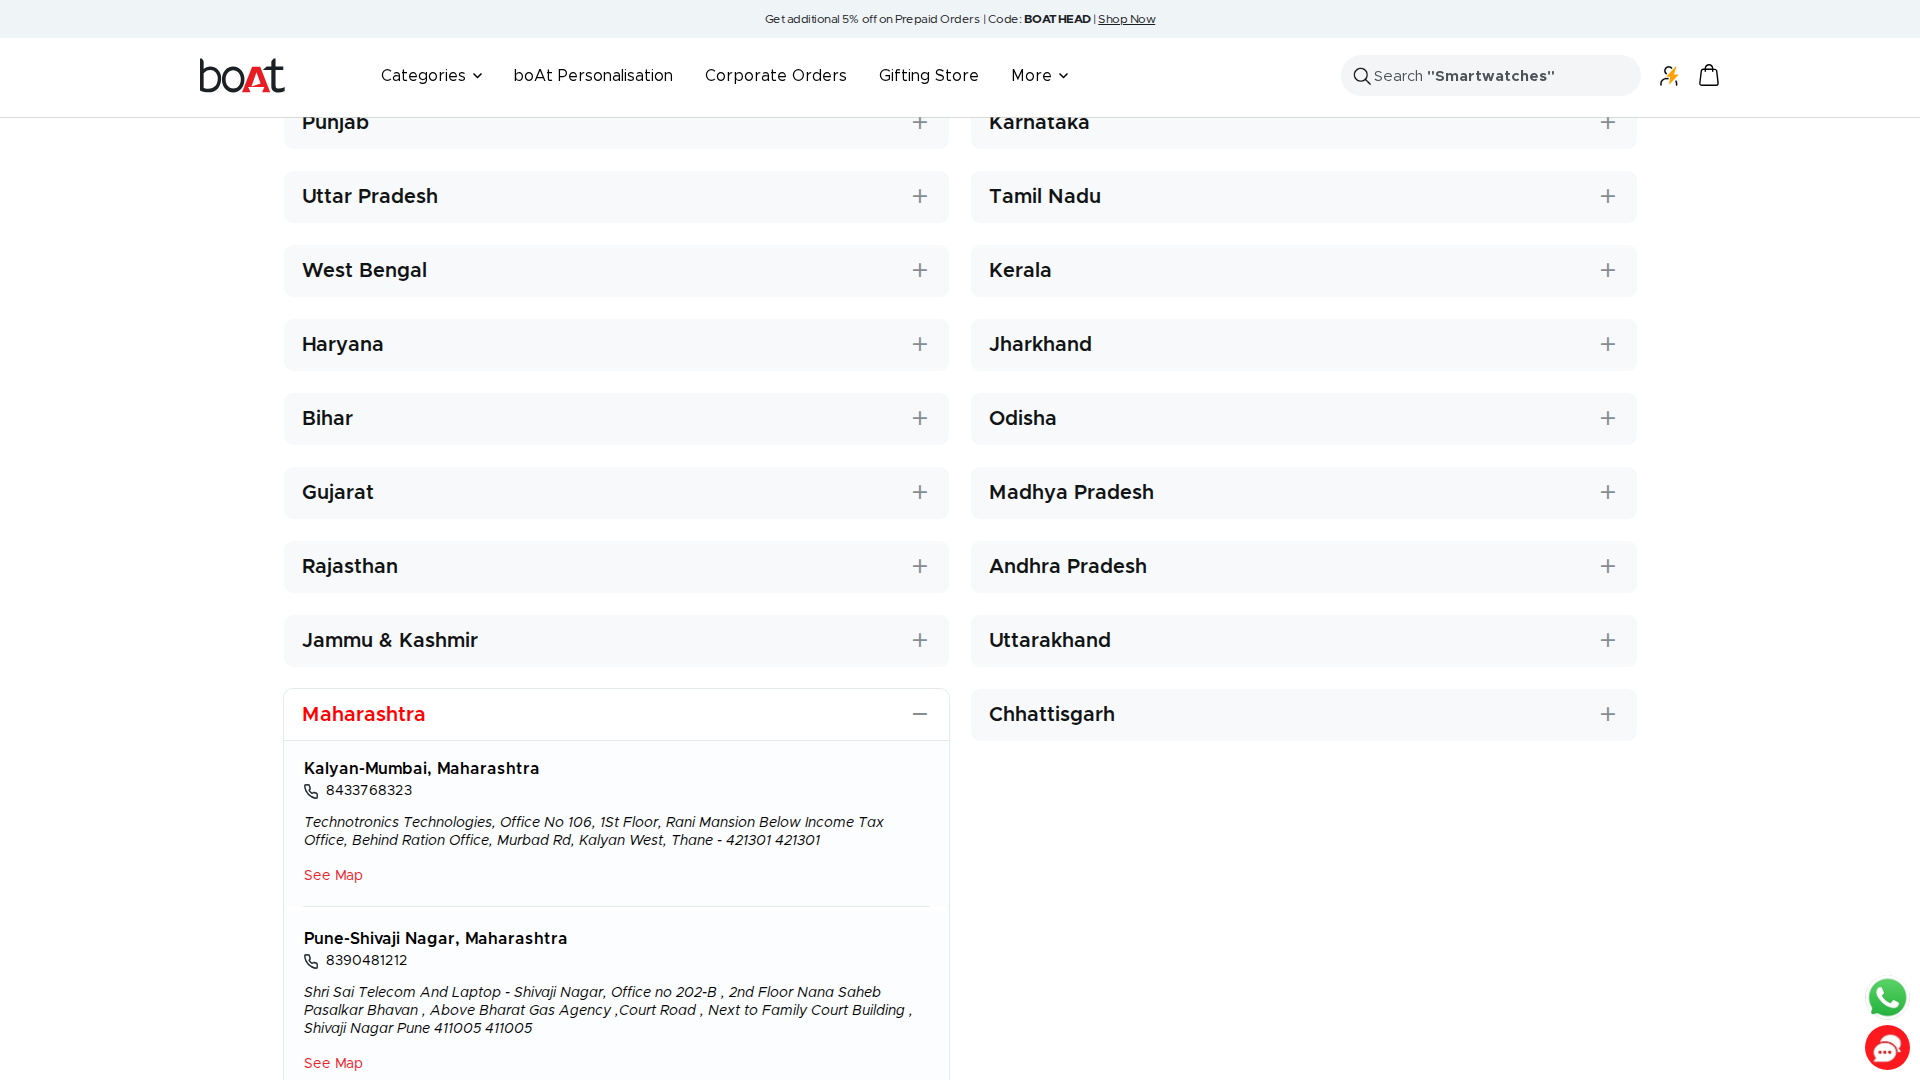 Get additional 5% off on Prepaid Orders | Code: BOATHEAD | Shop Now
boAt
Categories
boAt Personalisation
Corporate Orders
Gifting Store
More
Search "Smartwatches"
Punjab
Karnataka
Uttar Pradesh
Tamil Nadu
West Bengal
Kerala
Haryana
Jharkhand
Bihar
Odisha
Gujarat
Madhya Pradesh
Rajasthan
Andhra Pradesh
Jammu & Kashmir
Uttarakhand
Maharashtra
Chhattisgarh
Kalyan-Mumbai, Maharashtra
8433768323
Technotronics Technologies, Office No 106, 1St Floor, Rani Mansion Below Income Tax
Office, Behind Ration Office, Murbad Rd, Kalyan West, Thane - 421301 421301
See Map
Pune-Shivaji Nagar, Maharashtra
8390481212
Shri Sai Telecom And Laptop - Shivaji Nagar, Office no 202-B , 2nd Floor Nana Saheb
Pasalkar Bhavan , Above Bharat Gas Agency ,Court Road , Next to Family Court Building ,
Shivaji Nagar Pune 411005 411005
See Map